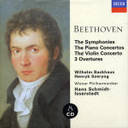 BEETHOVEN
The Symphonies
The Piano Concertos
The Violin Concerto
3 Overtures
Wilhelm Backhaus
Henryk Szeryng
Wiener Philharmoniker
Hans Schmidt-
Isserstedt
CD